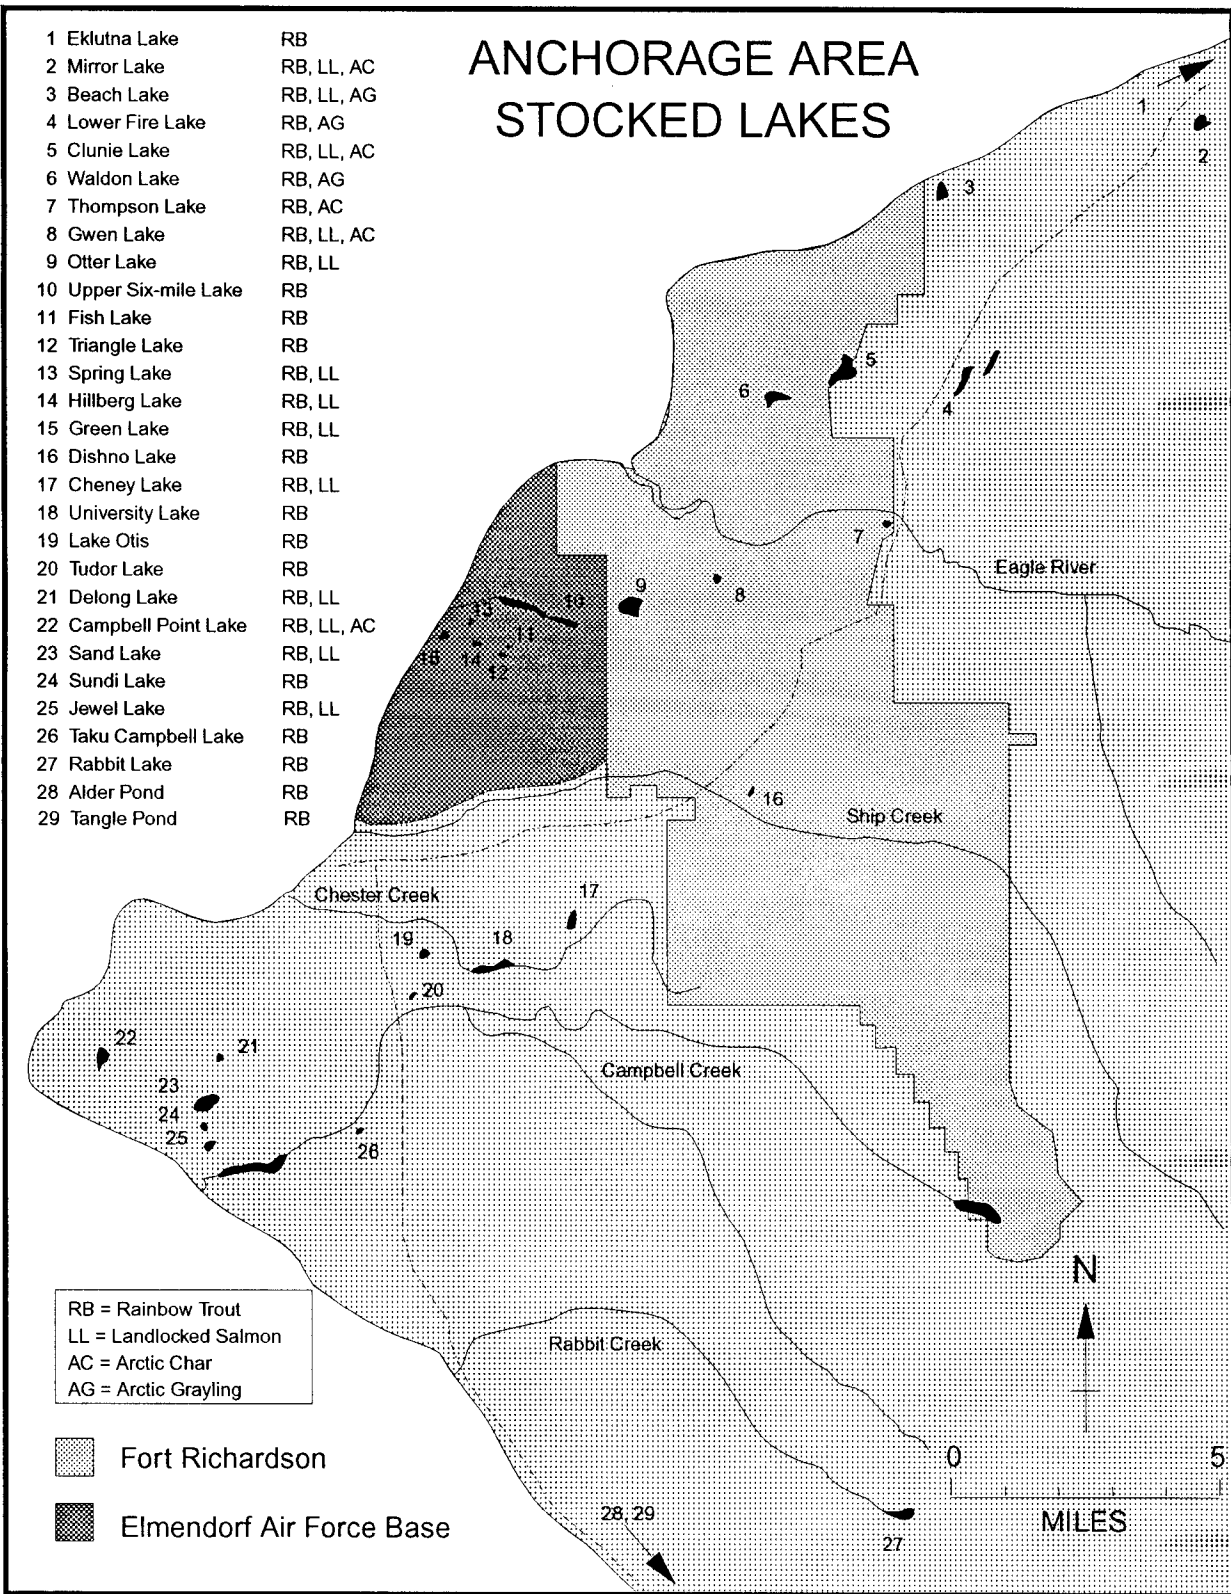 ANCHORAGE AREA
STOCKED LAKES
1 Eklutna Lake RB
2 Mirror Lake RB, LL, AC
3 Beach Lake RB, LL, AG
4 Lower Fire Lake RB, AG
5 Clunie Lake RB, LL, AC
6 Waldon Lake RB, AG
7 Thompson Lake RB, AC
8 Gwen Lake RB, LL, AC
9 Otter Lake RB, LL
10 Upper Six-mile Lake RB
11 Fish Lake RB
12 Triangle Lake RB
13 Spring Lake RB, LL
14 Hillberg Lake RB, LL
15 Green Lake RB, LL
16 Dishno Lake RB
17 Cheney Lake RB, LL
18 University Lake RB
19 Lake Otis RB
20 Tudor Lake RB
21 Delong Lake RB, LL
22 Campbell Point Lake RB, LL, AC
23 Sand Lake RB, LL
24 Sundi Lake RB
25 Jewel Lake RB, LL
26 Taku Campbell Lake RB
27 Rabbit Lake RB
28 Alder Pond RB
29 Tangle Pond RB
1
2
3
5
6
4
7
Eagle River
9
8
13
10
11
15
14
12
16
Ship Creek
Chester Creek
17
19
18
20
22
21
Campbell Creek
23
24
25
26
N
RB = Rainbow Trout
LL = Landlocked Salmon
AC = Arctic Char
AG = Arctic Grayling
Rabbit Creek
Fort Richardson
Elmendorf Air Force Base
0 5
MILES
28, 29
27